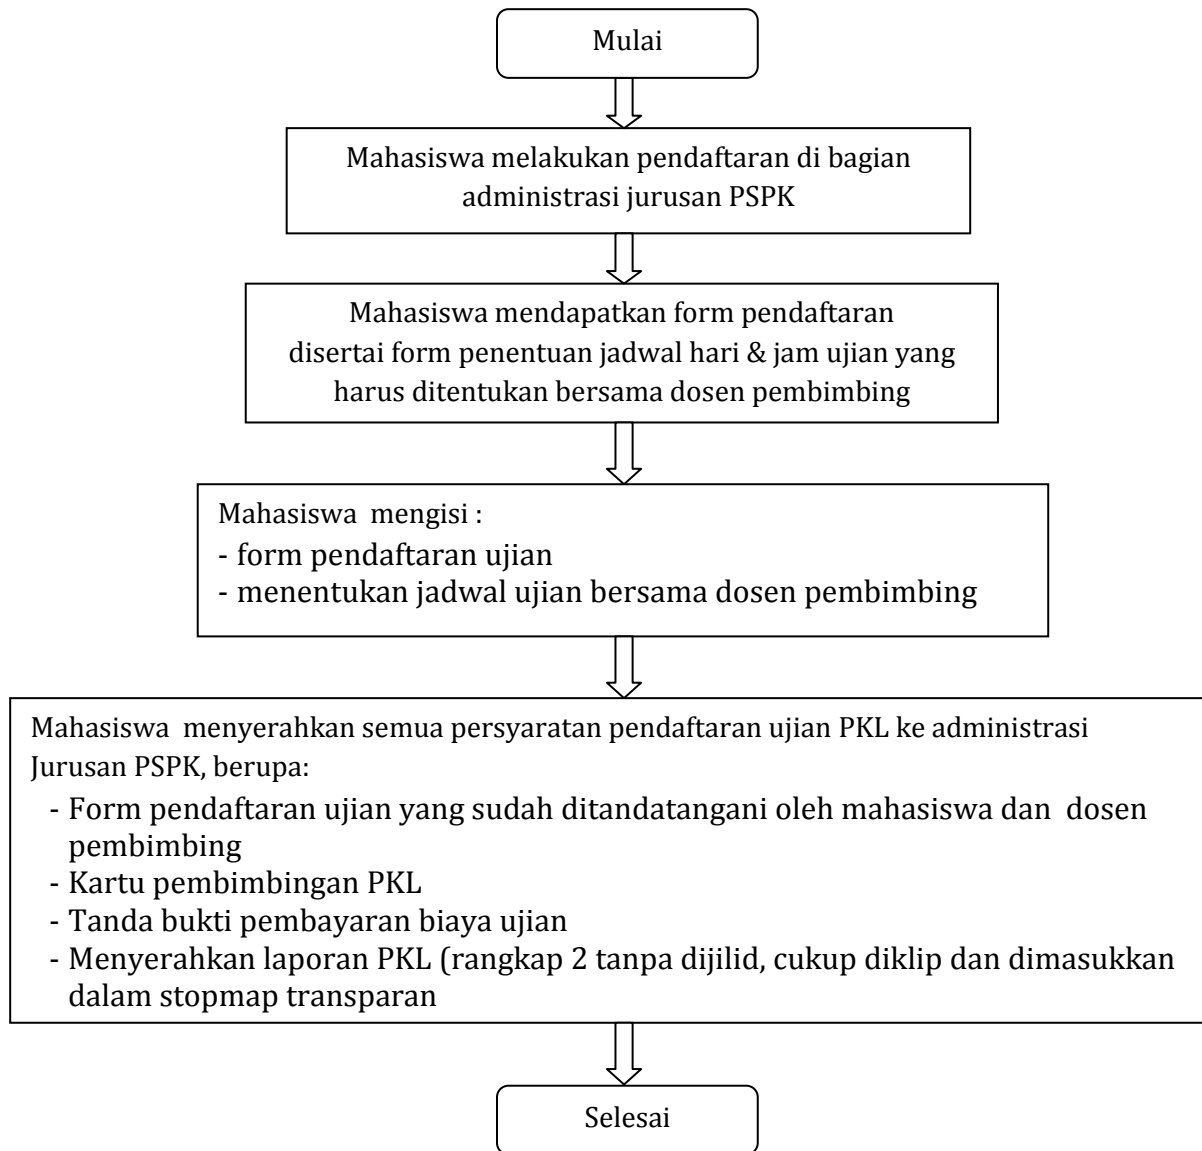 Mulai
Mahasiswa melakukan pendaftaran di bagian
administrasi jurusan PSPK
Mahasiswa mendapatkan form pendaftaran
disertai form penentuan jadwal hari & jam ujian yang
harus ditentukan bersama dosen pembimbing
Mahasiswa  mengisi :
- form pendaftaran ujian
- menentukan jadwal ujian bersama dosen pembimbing
Mahasiswa  menyerahkan semua persyaratan pendaftaran ujian PKL ke administrasi
Jurusan PSPK, berupa:
- Form pendaftaran ujian yang sudah ditandatangani oleh mahasiswa dan  dosen
pembimbing
- Kartu pembimbingan PKL
- Tanda bukti pembayaran biaya ujian
- Menyerahkan laporan PKL (rangkap 2 tanpa dijilid, cukup diklip dan dimasukkan
dalam stopmap transparan
Selesai